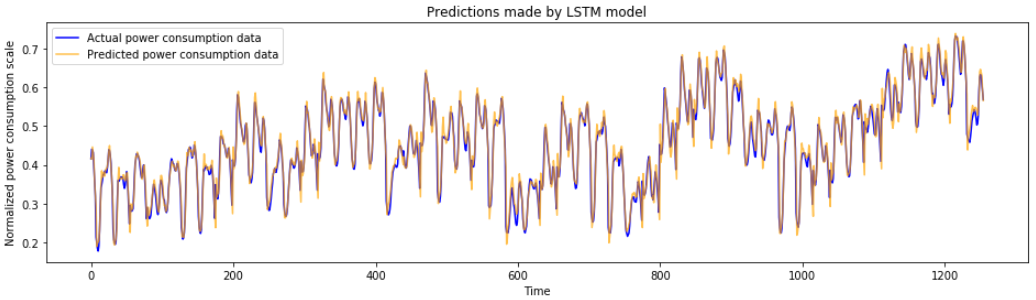 Predictions made by LSTM model
Actual power consumption data
Predicted power consumption data
Normalized power consumption scale
0.7
0.6
0.5
0.4
0.3
0.2
0 200 400 600 800 1000 1200
Time